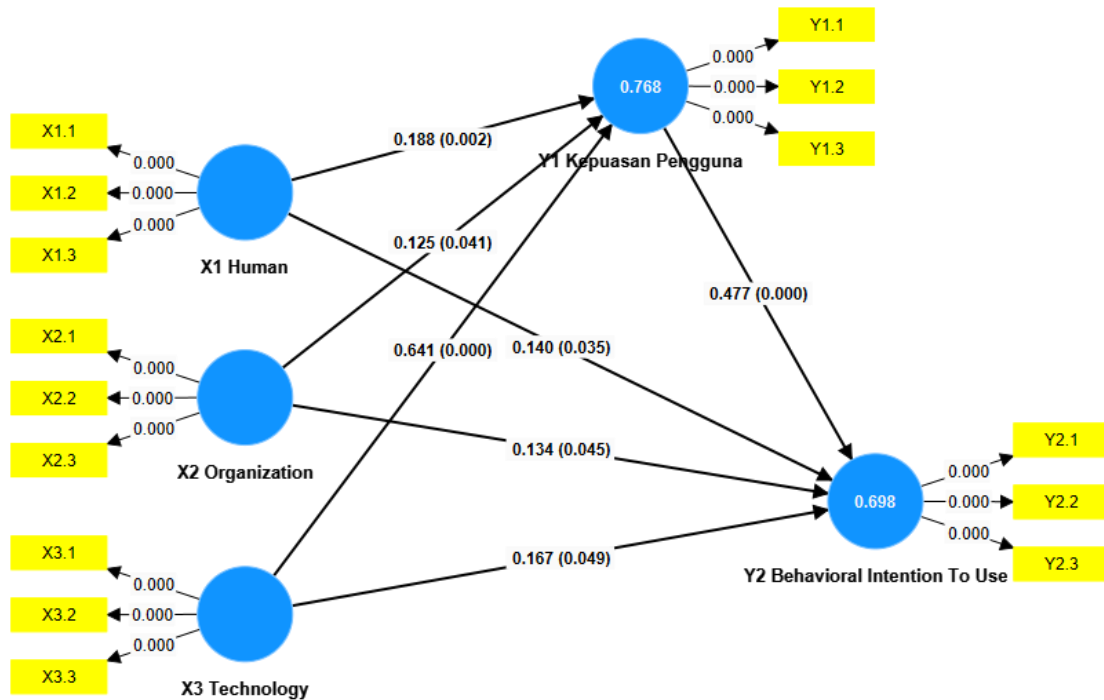 Y1.1
0.000
Y1.2
0.000
0.768
0.000
Y1.3
Y1 Kepuasan Pengguna
X1.1
0.000
X1.2
0.000
0.000
X1.3
X1 Human
0.188 (0.002)
0.125 (0.041)
0.477 (0.000)
X2.1
0.000
X2.2
0.000
0.000
X2.3
X2 Organization
0.641 (0.000)
0.140 (0.035)
0.134 (0.045)
Y2.1
0.000
0.698
0.000
Y2.2
0.000
Y2.3
Y2 Behavioral Intention To Use
X3.1
0.000
X3.2
0.000
0.000
X3.3
X3 Technology
0.167 (0.049)